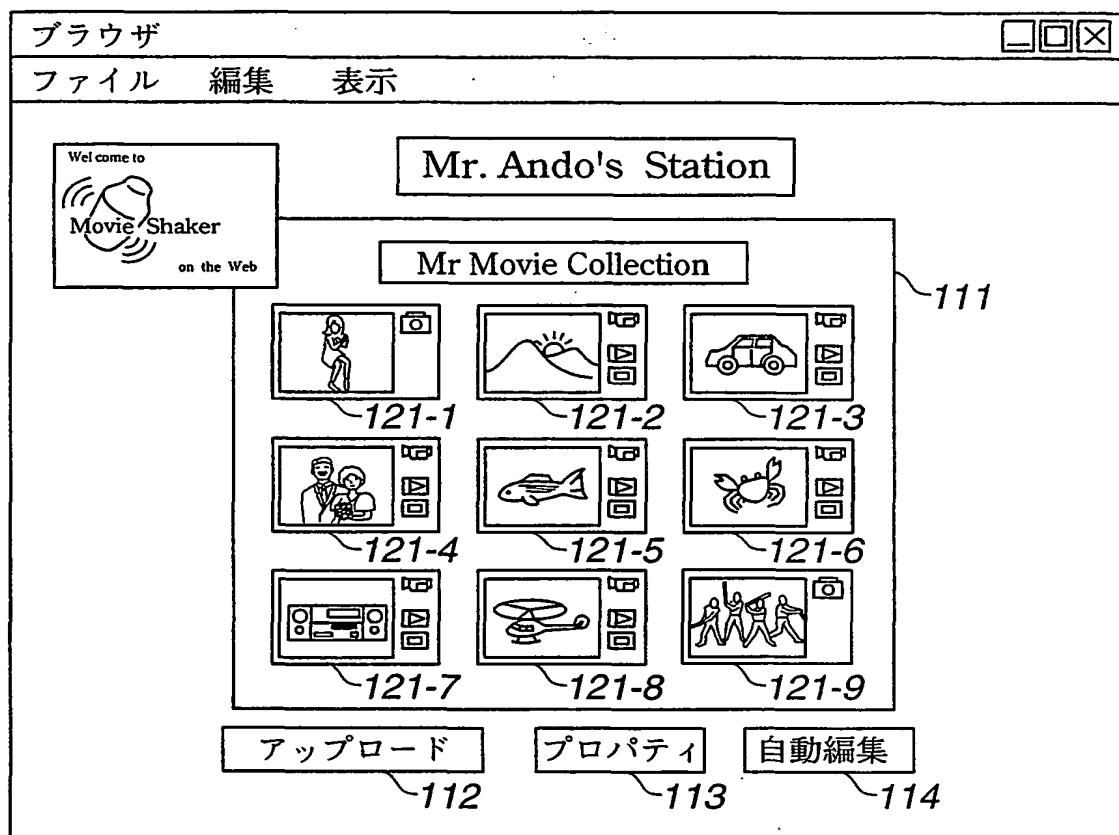 ブラウザ
ファイル 編集 表示
Wel come to
Movie Shaker
on the Web
Mr. Ando's Station
Mr Movie Collection
111
121-1 121-2 121-3
121-4 121-5 121-6
121-7 121-8 121-9
アップロード プロパティ 自動編集
112 113 114